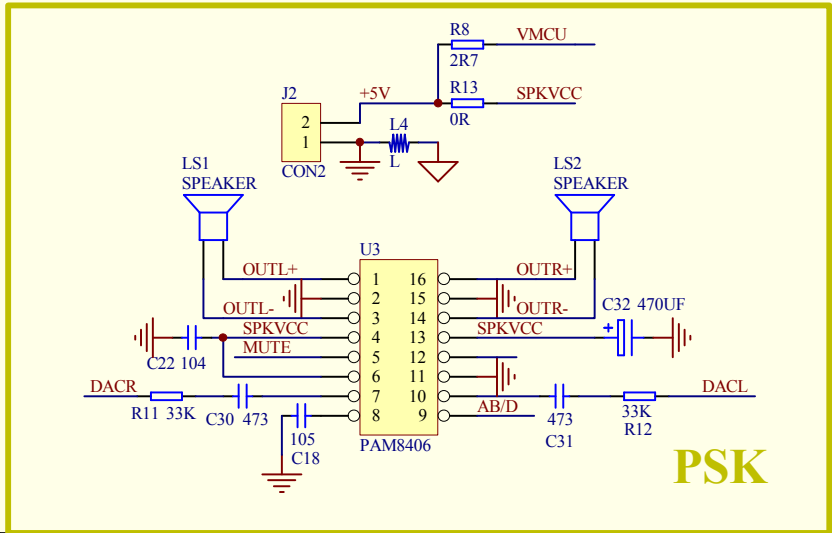 R8
VMCU
2R7
J2
+5V
R13
SPKVCC
0R
2
1
L4
L
CON2
LS1
SPEAKER
LS2
SPEAKER
U3
OUTL+
1
16
OUTR+
2
15
OUTL-
3
14
OUTR-
C32 470UF
SPKVCC
4
13
SPKVCC
+
C22 104
MUTE
5
12
6
11
DACR
7
10
DACL
R11 33K
C30 473
8
9
AB/D
473
33K
105
C18
PAM8406
C31
R12
PSK